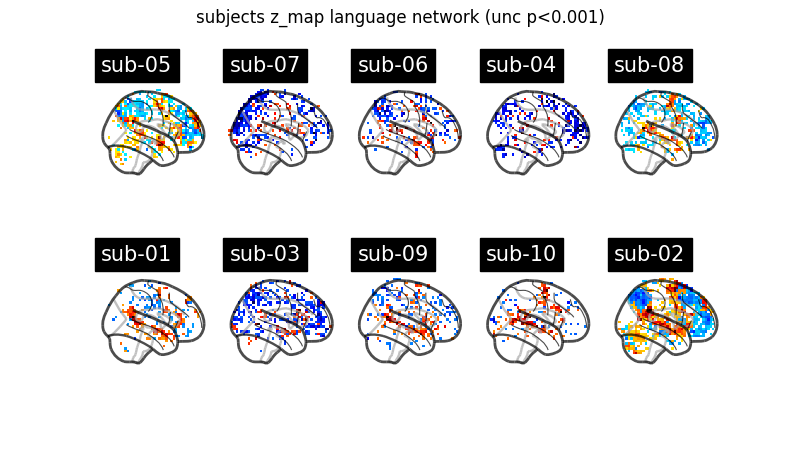 subjects z_map language network (unc p<0.001)
sub-05 sub-07 sub-06 sub-04 sub-08
sub-01 sub-03 sub-09 sub-10 sub-02